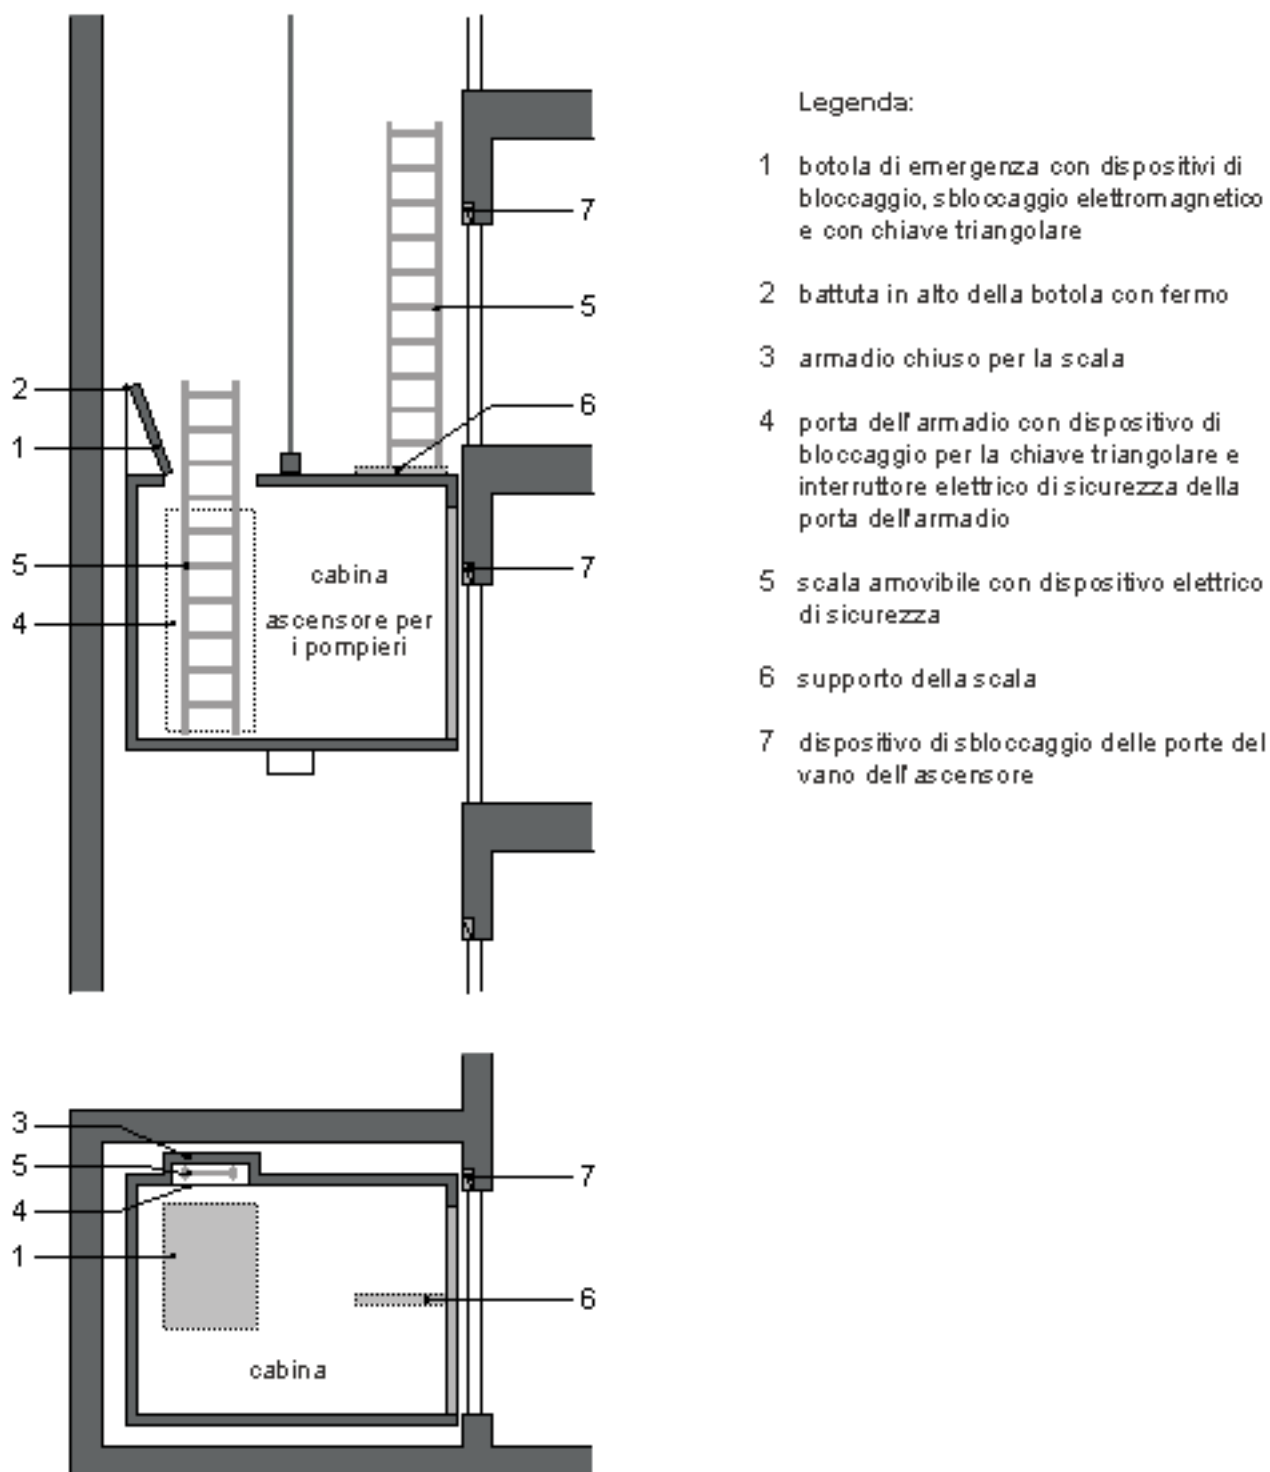 Legenda:
1 botola di emergenza con dispositivi di
bloccaggio, sbloccaggio elettromagnetico
e con chiave triangolare
2 battuta in alto della botola con fermo
3 armadio chiuso per la scala
4 porta dell'armadio con dispositivo di
bloccaggio per la chiave triangolare e
interruttore elettrico di sicurezza della
porta dell'armadio
5 scala amovibile con dispositivo elettrico
di sicurezza
6 supporto della scala
7 dispositivo di sbloccaggio delle porte del
vano dell'ascensore
7
5
2
6
1
5
cabina
7
4
ascensore per
i pompieri
3
5
7
4
1
6
cabina